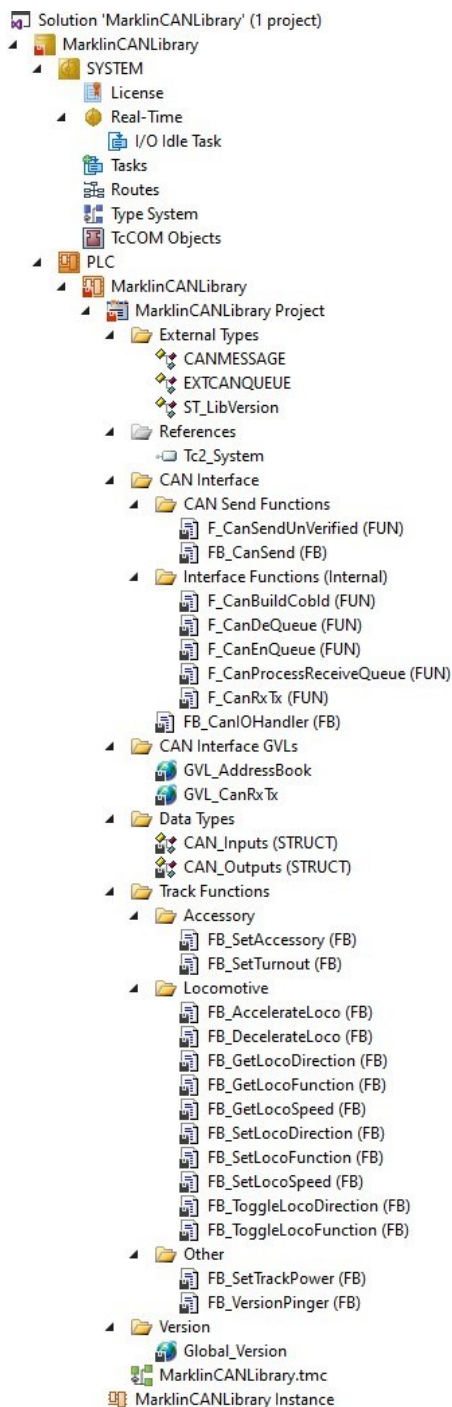 Solution 'MarklinCANLibrary' (1 project)
MarklinCANLibrary
SYSTEM
License
Real-Time
I/O Idle Task
Tasks
Routes
Type System
TcCOM Objects
PLC
MarklinCANLibrary
MarklinCANLibrary Project
External Types
CANMESSAGE
EXTCANQUEUE
ST_LibVersion
References
Tc2_System
CAN Interface
CAN Send Functions
F_CanSendUnVerified (FUN)
FB_CanSend (FB)
Interface Functions (Internal)
F_CanBuildCobId (FUN)
F_CanDeQueue (FUN)
F_CanEnQueue (FUN)
F_CanProcessReceiveQueue (FUN)
F_CanRxTx (FUN)
FB_CanIOHandler (FB)
CAN Interface GVLs
GVL_AddressBook
GVL_CanRxTx
Data Types
CAN_Inputs (STRUCT)
CAN_Outputs (STRUCT)
Track Functions
Accessory
FB_SetAccessory (FB)
FB_SetTurnout (FB)
Locomotive
FB_AccelerateLoco (FB)
FB_DecelerateLoco (FB)
FB_GetLocoDirection (FB)
FB_GetLocoFunction (FB)
FB_GetLocoSpeed (FB)
FB_SetLocoDirection (FB)
FB_SetLocoFunction (FB)
FB_SetLocoSpeed (FB)
FB_ToggleLocoDirection (FB)
FB_ToggleLocoFunction (FB)
Other
FB_SetTrackPower (FB)
FB_VersionPinger (FB)
Version
Global_Version
MarklinCANLibrary.tmc
MarklinCANLibrary Instance